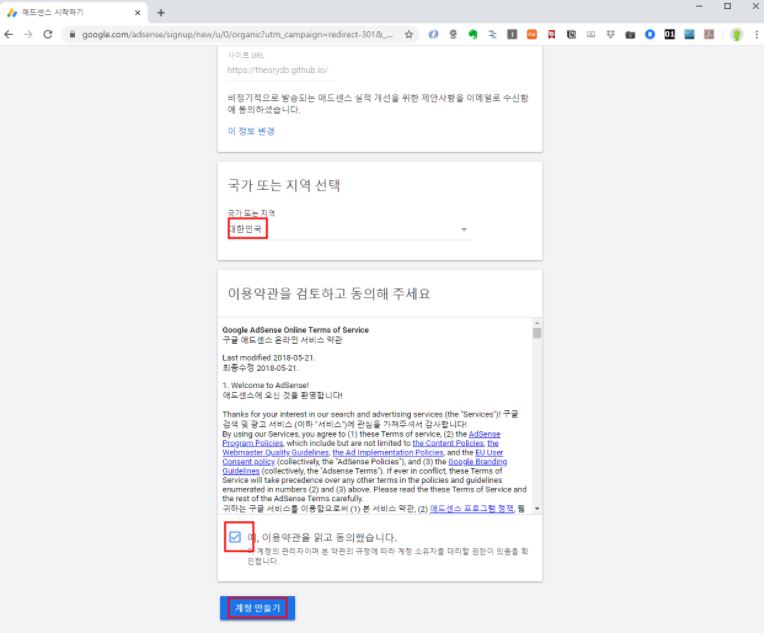 애드센스 시작하기
google.com/adsense/signup/new/u/0/organic?utm_campaign=redirect-301&_...
사이트 URL
https://theorydb.github.io/
비정기적으로 발송되는 애드센스 실적 개선을 위한 제안사항을 이메일로 수신함
에 동의하셨습니다.
이 정보 변경
국가 또는 지역 선택
국가 또는 지역
대한민국
이용약관을 검토하고 동의해 주세요
Google AdSense Online Terms of Service
구글 애드센스 온라인 서비스 약관
Last modified 2018-05-21.
최종수정 2018-05-21.
1. Welcome to AdSense!
애드센스에 오신 것를 환영합니다!
Thanks for your interest in our search and advertising services (the "Services")! 구글
검색 및 광고 서비스 (이하 "서비스")에 관심을 가져주셔서 감사합니다!
By using our Services, you agree to (1) these Terms of service, (2) the AdSense
Program Policies, which include but are not limited to the Content Policies, the
Webmaster Quality Guidelines, the Ad Implementation Policies, and the EU User
Consent policy (collectively, the "AdSense Policies"), and (3) the Google Branding
Guidelines (collectively, the "Adsense Terms"). If ever in conflict, these Terms of
Service will take precedence over any other terms in the policies and guidelines
enumerated in numbers (2) and (3) above. Please read the these Terms of Service and
the rest of the AdSense Terms carefully.
귀하는 구글 서비스를 이용함으로써 (1) 본 서비스 약관, (2) 애드센스 프로그램 정책, 웹
예, 이용약관을 읽고 동의했습니다.
이 계정의 관리자이며 본 약관의 규정에 따라 계정 소유자를 대리할 권한이 있음을 확
인합니다.
계정 만들기